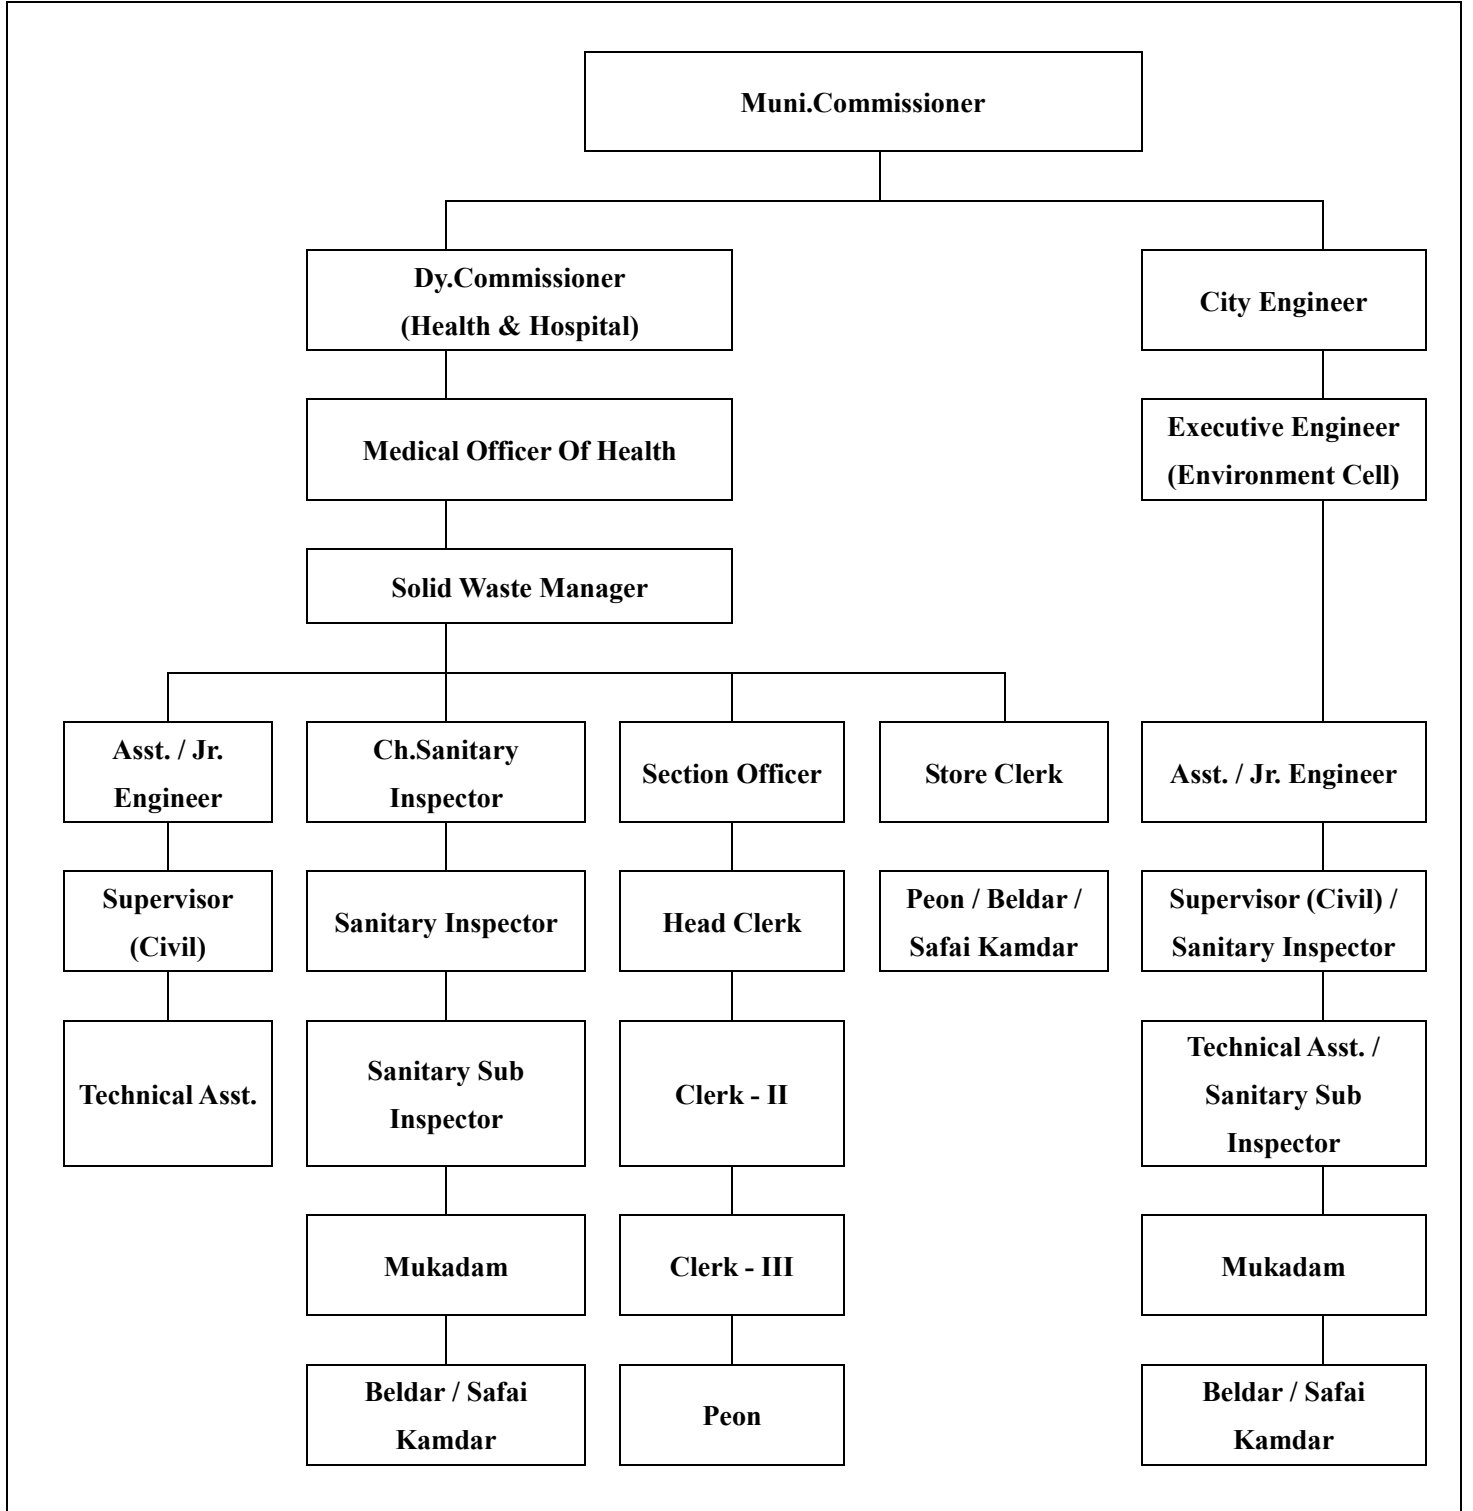 Muni.Commissioner
Dy.Commissioner
(Health & Hospital)
City Engineer
Medical Officer Of Health
Executive Engineer
(Environment Cell)
Solid Waste Manager
Asst. / Jr.
Engineer
Ch.Sanitary
Inspector
Section Officer
Store Clerk
Asst. / Jr. Engineer
Supervisor
(Civil)
Sanitary Inspector
Head Clerk
Peon / Beldar /
Safai Kamdar
Supervisor (Civil) /
Sanitary Inspector
Technical Asst.
Sanitary Sub
Inspector
Clerk - II
Technical Asst. /
Sanitary Sub
Inspector
Mukadam
Clerk - III
Mukadam
Beldar / Safai
Kamdar
Peon
Beldar / Safai
Kamdar